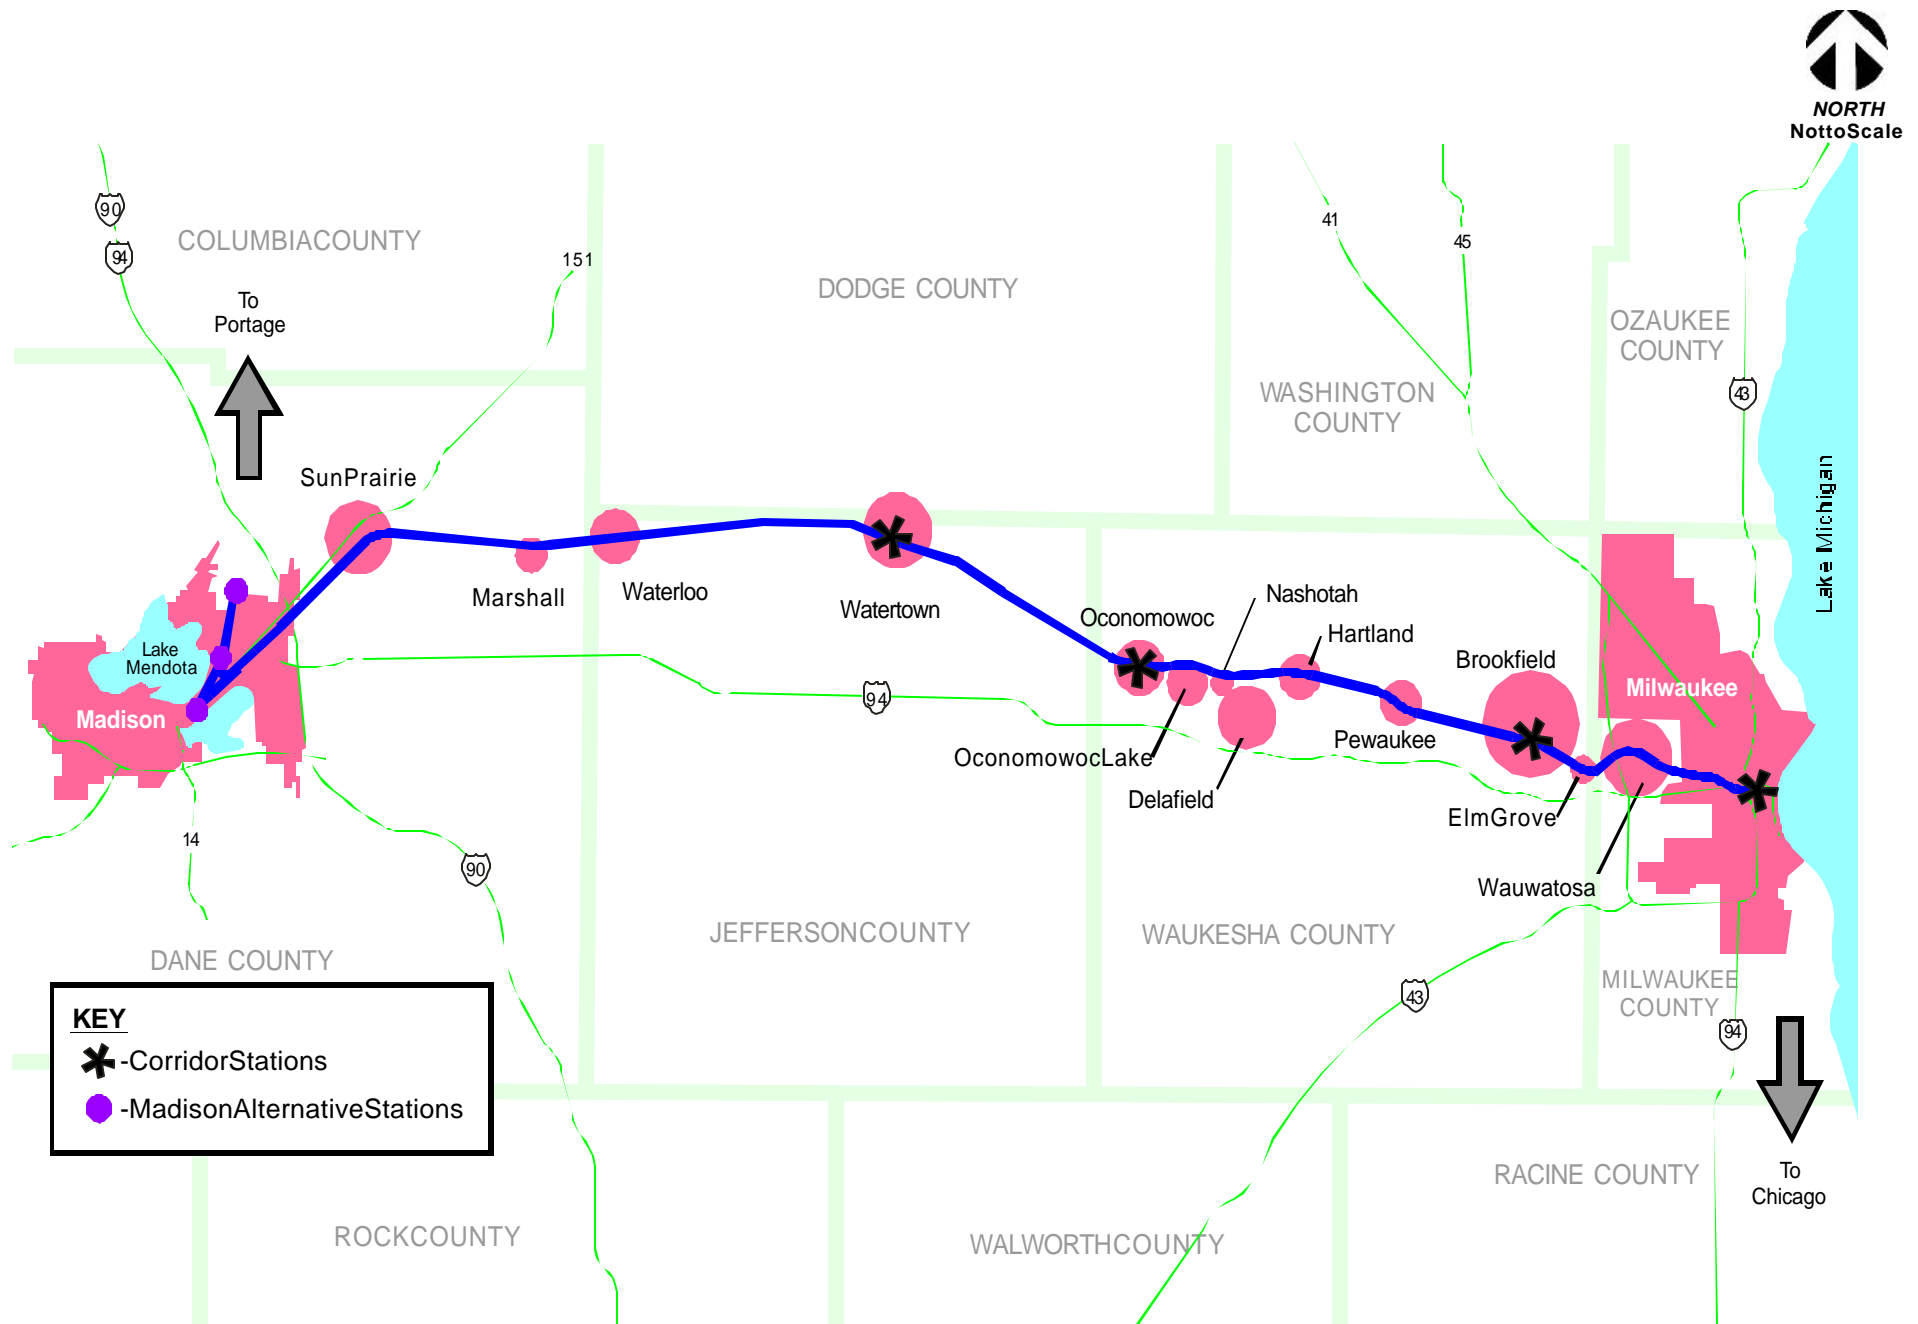 NORTH
NottoScale
90
94
COLUMBIACOUNTY
151
To
Portage
DODGE COUNTY
41
45
OZAUKEE
COUNTY
43
WASHINGTON
COUNTY
SunPrairie
Lake Michigan
Marshall
Waterloo
Watertown
Oconomowoc
Nashotah
Hartland
Brookfield
Lake
Mendota
Madison
94
Milwaukee
OconomowocLake
Pewaukee
Delafield
ElmGrove
14
90
Wauwatosa
JEFFERSONCOUNTY
WAUKESHA COUNTY
DANE COUNTY
MILWAUKEE
COUNTY
43
94
KEY
-CorridorStations
-MadisonAlternativeStations
To
Chicago
RACINE COUNTY
ROCKCOUNTY
WALWORTHCOUNTY